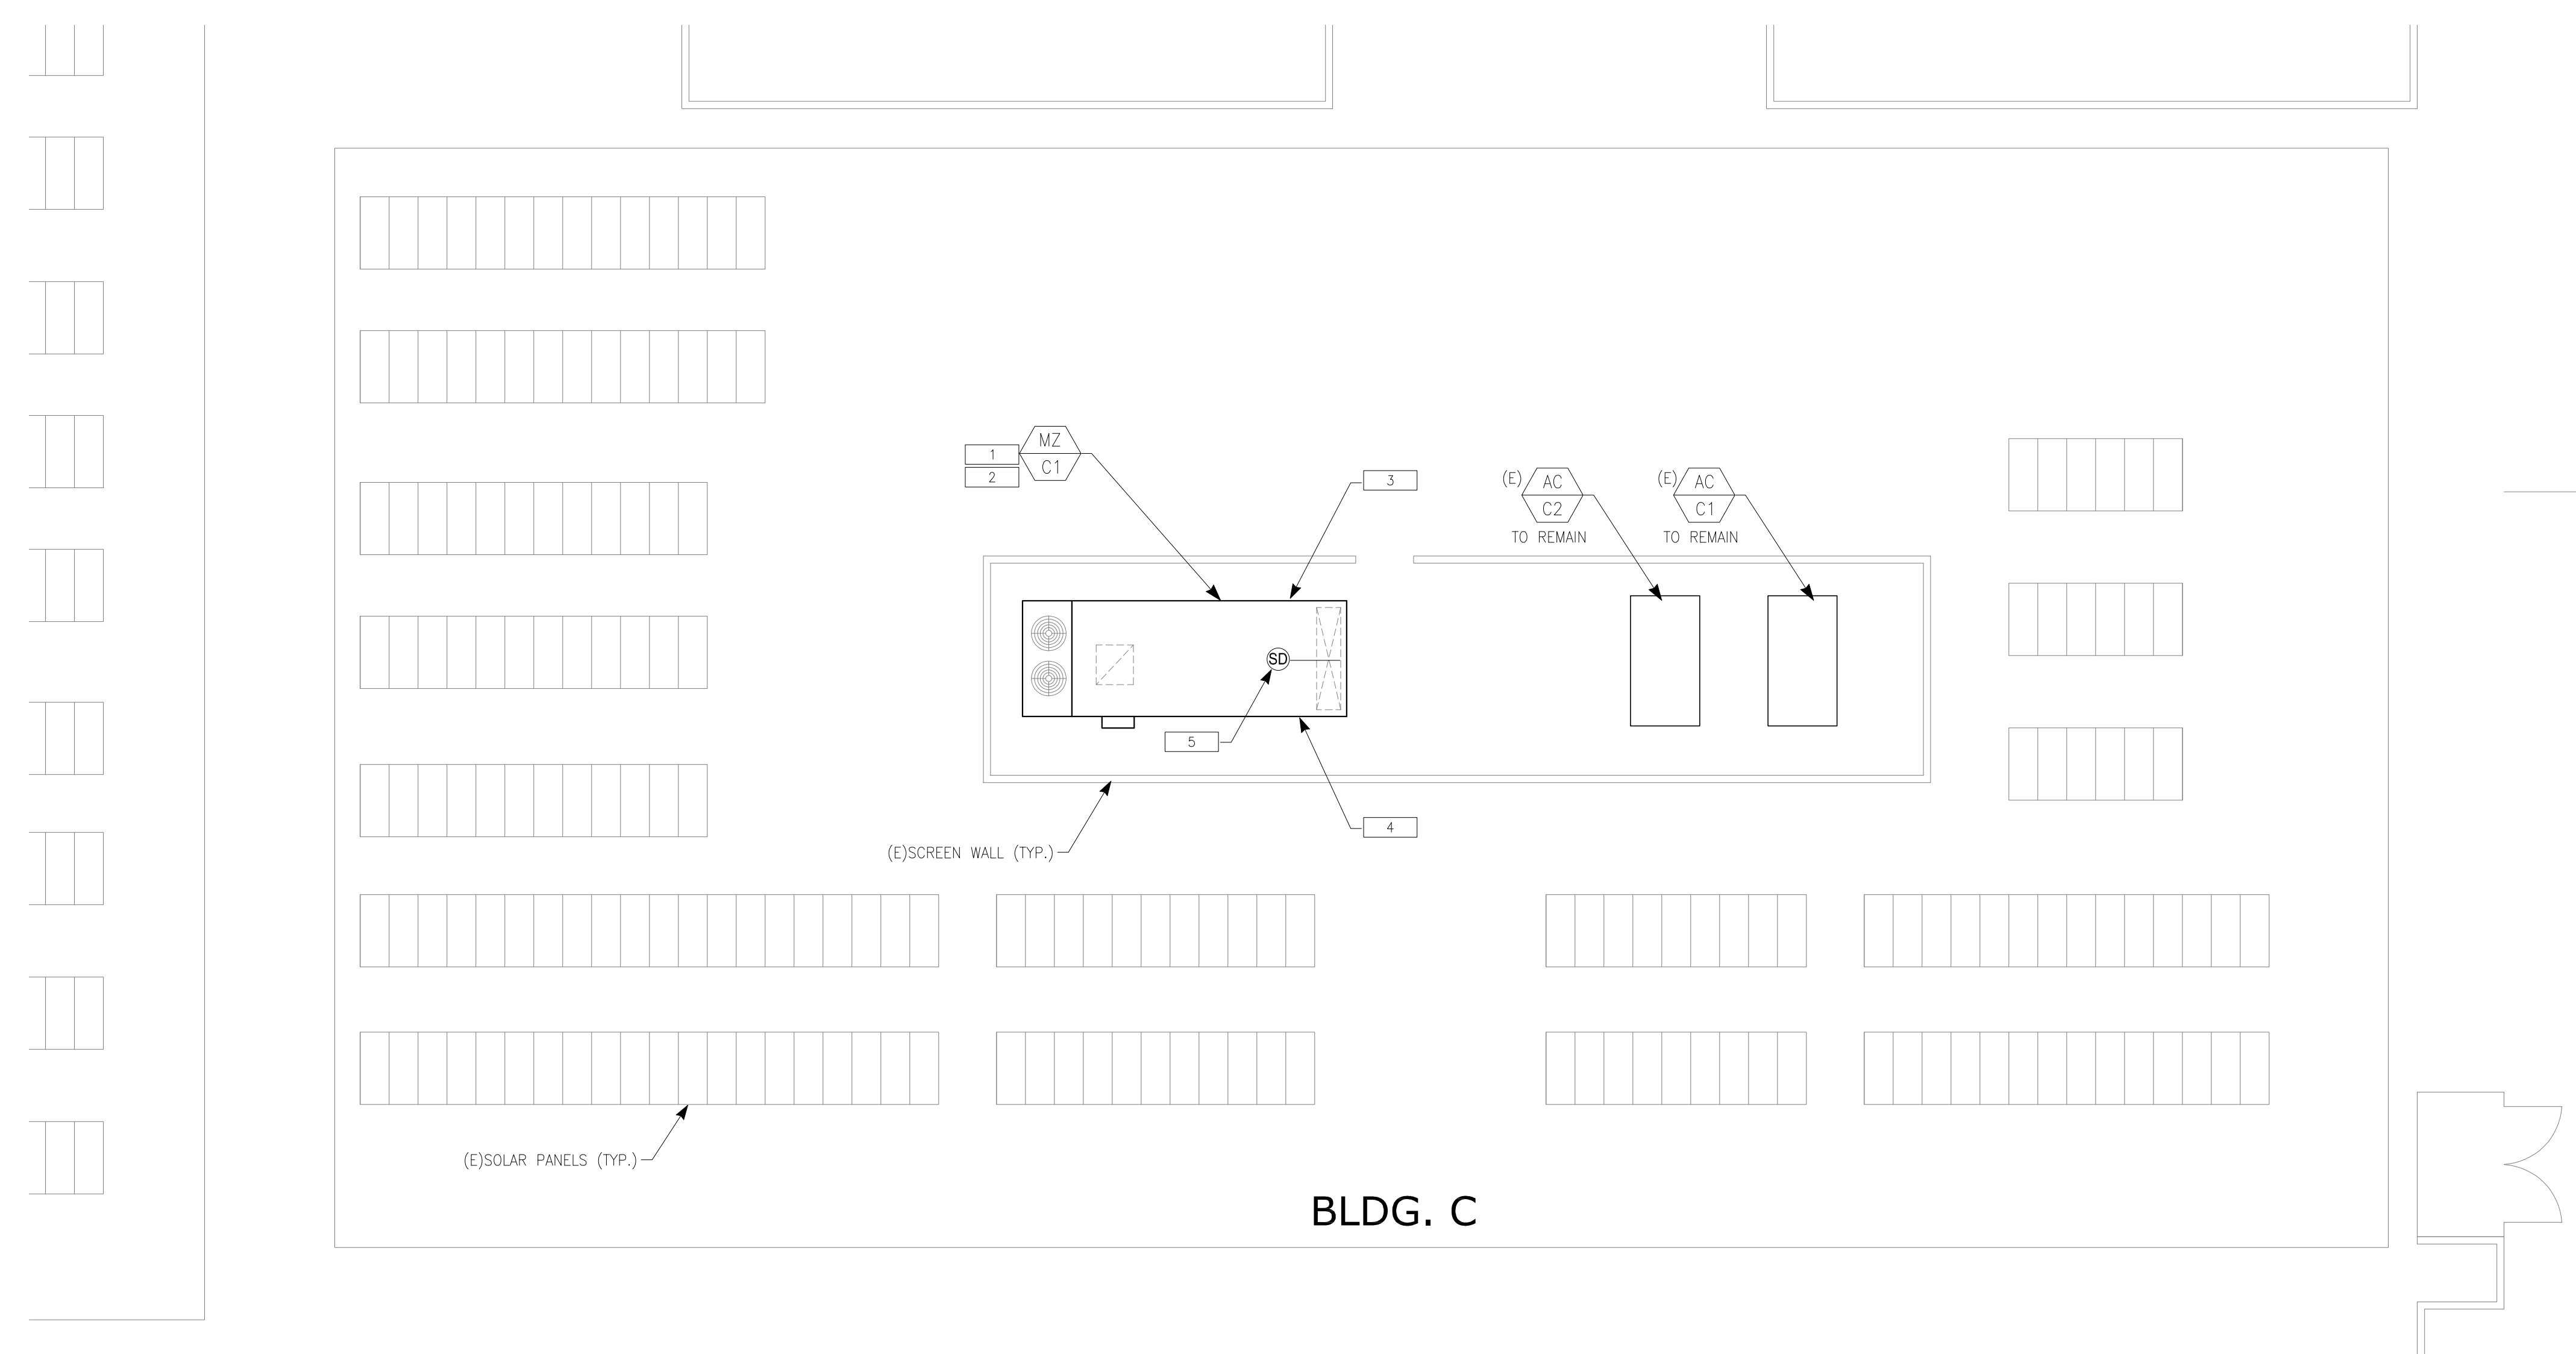 MZ
C1
1
2
3
(E)
AC
C2
TO REMAIN
(E)
AC
C1
TO REMAIN
SD
5
4
(E)SCREEN WALL (TYP.)
(E)SOLAR PANELS (TYP.)
BLDG. C